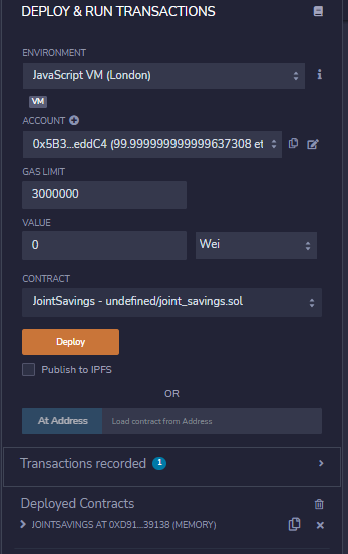 DEPLOY & RUN TRANSACTIONS
ENVIRONMENT
JavaScript VM (London)
VM
ACCOUNT
0x5B3...eddC4 (99.9999999999999637308 et
GAS LIMIT
3000000
VALUE
0 Wei
CONTRACT
JointSavings - undefined/joint_savings.sol
Deploy
Publish to IPFS
OR
At Address Load contract from Address
Transactions recorded 1
Deployed Contracts
JOINTSAVINGS AT 0XD91...39138 (MEMORY)